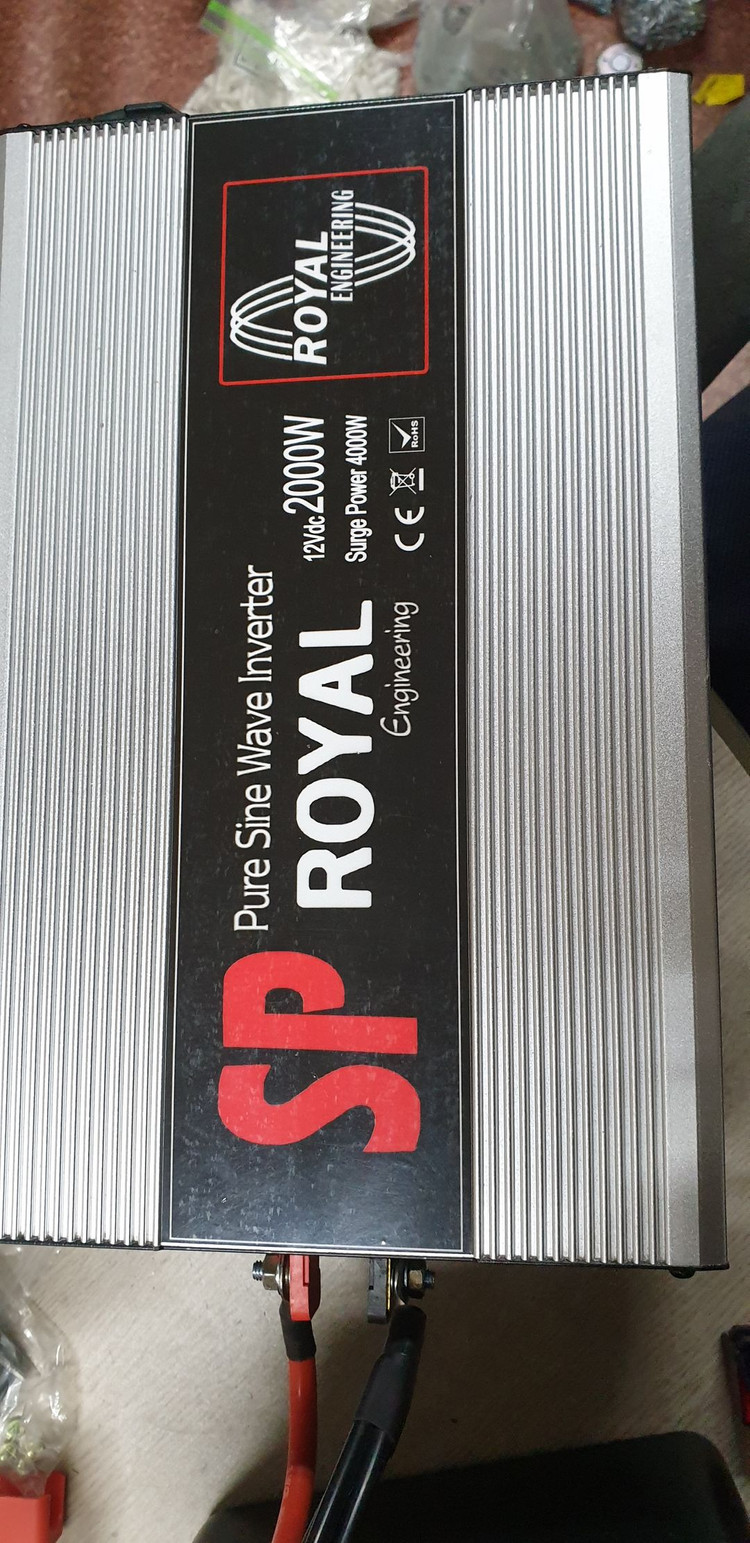 SP
Pure Sine Wave Inverter
ROYAL
Engineering
12Vdc 2000W
Surge Power 4000W
CE
RoHS
ROYAL
ENGINEERING